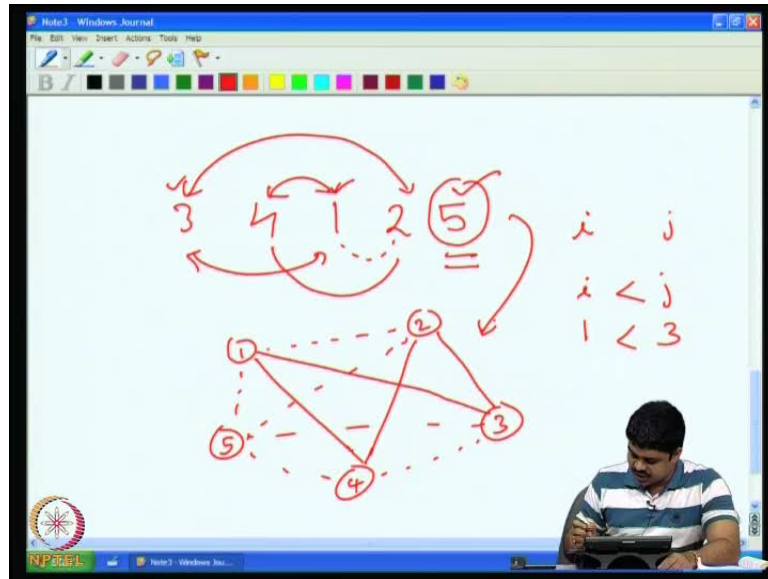 Note3 - Windows Journal
File Edit View Insert Actions Tools Help
B I
3 4 1 2 5
i j
i < j
1 < 3
1 2 3 4 5
NPTEL
Note3 - Windows Jou...